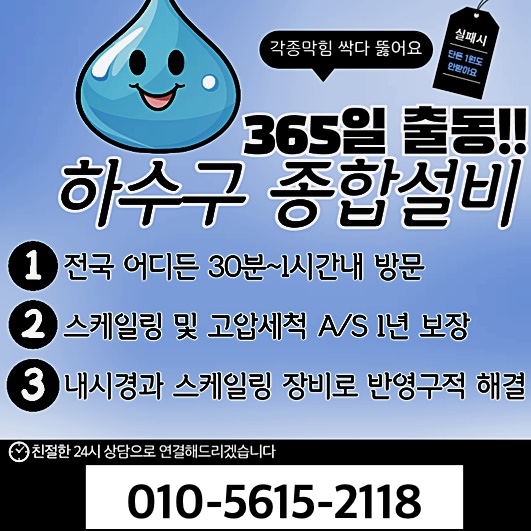 각종막힘 싹다 뚫어요
실패시
단돈 1원도
안받아요
365일 출동!!
하수구 종합설비
1 전국 어디든 30분~1시간내 방문
2 스케일링 및 고압세척 A/S 1년 보장
3 내시경과 스케일링 장비로 반영구적 해결
친절한 24시 상담으로 연결해드리겠습니다
010-5615-2118